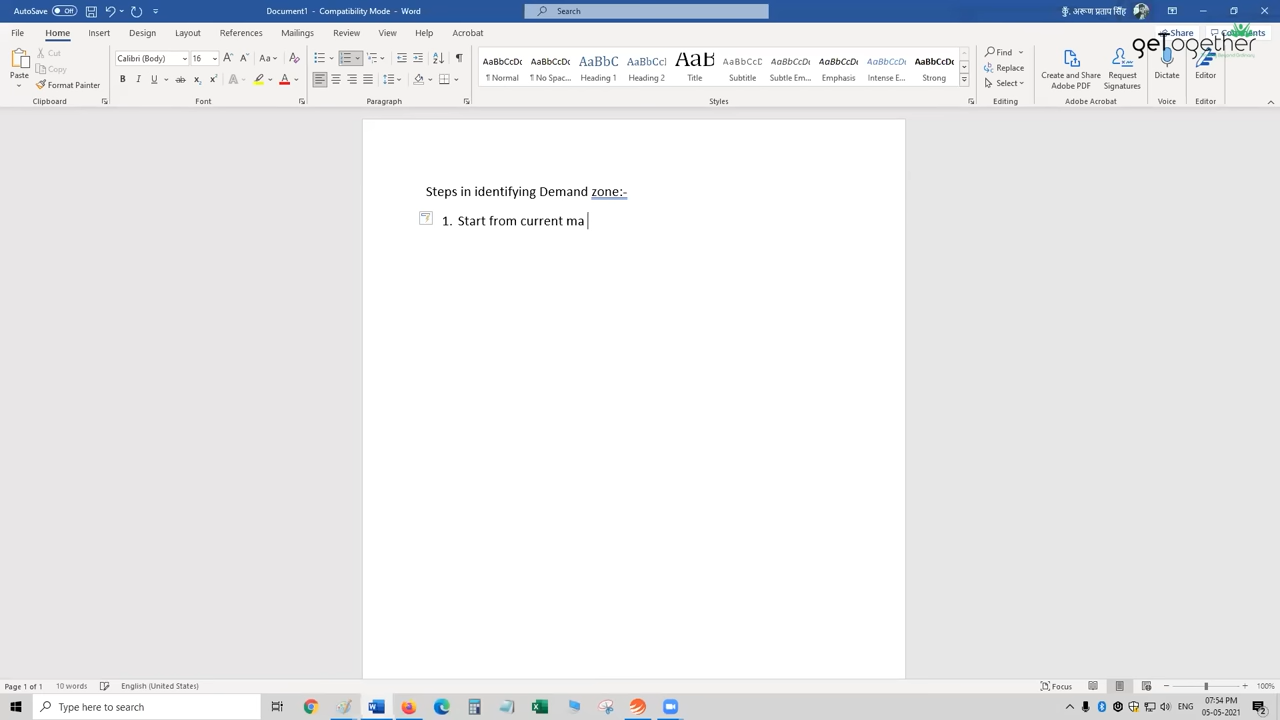 AutoSave Off Document1 - Compatibility Mode - Word Search कुँ. अरूण प्रताप सिंह
File Home Insert Design Layout References Mailings Review View Help Acrobat Share Comments
geTogether
Paste Cut Copy Format Painter
Clipboard
Calibri (Body) 16
Font
Paragraph
AaBbCcDc AaBbCcDc AaBbC AaBbCcI AaB AaBbCcD AaBbCcDc AaBbCcDc AaBbCcDc AaBbCcDc
¶ Normal ¶ No Spac... Heading 1 Heading 2 Title Subtitle Subtle Em... Emphasis Intense E... Strong
Styles
Find Replace Select
Editing
Create and Share Adobe PDF Request Signatures
Adobe Acrobat
Dictate
Voice
Editor
Editor
Steps in identifying Demand zone:-
1. Start from current ma
Page 1 of 1 10 words English (United States) Focus 100%
Type here to search ENG 07:54 PM
05-05-2021 2